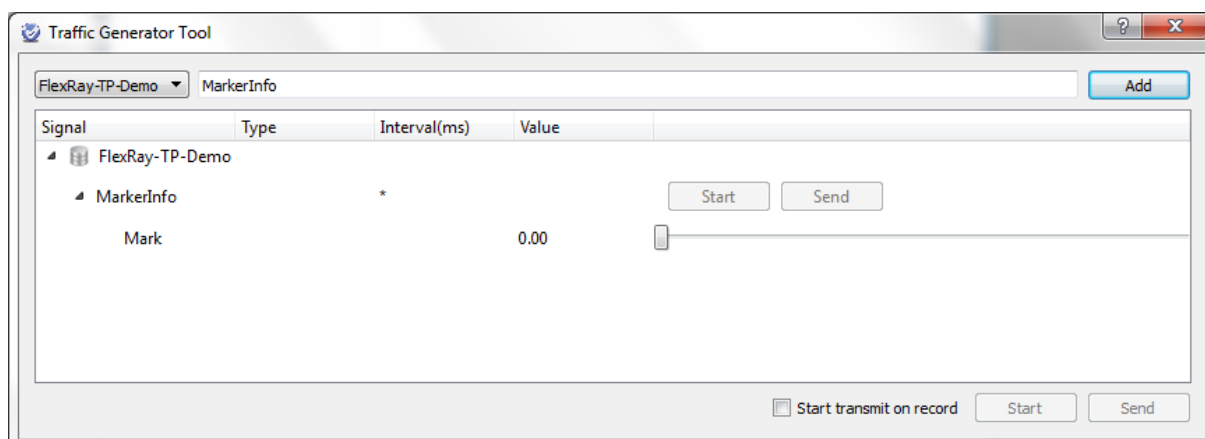 Traffic Generator Tool
FlexRay-TP-Demo MarkerInfo Add
Signal Type Interval(ms) Value
FlexRay-TP-Demo
MarkerInfo * Start Send
Mark 0.00
Start transmit on record Start Send